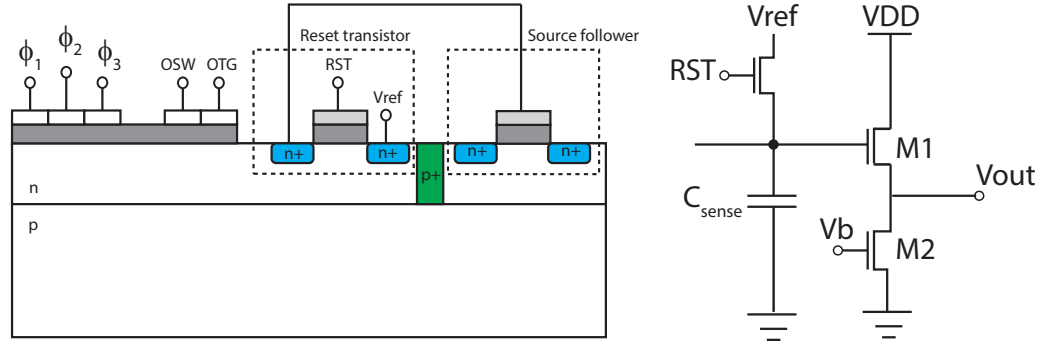 Reset transistor
Source follower
ϕ1
ϕ2
ϕ3
OSW
OTG
RST
Vref
n+
n+
p+
n+
n+
n
p
Vref
VDD
RST
M1
Csense
Vout
Vb
M2